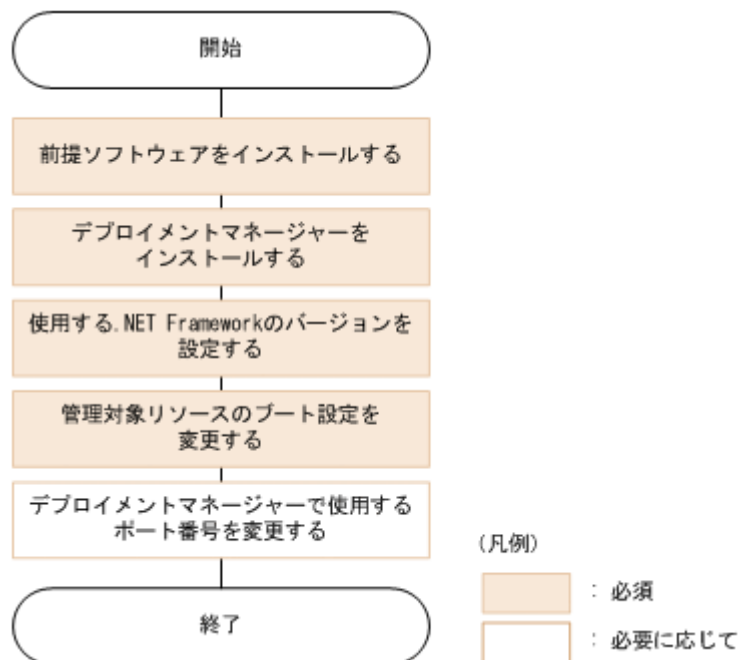 開始
前提ソフトウェアをインストールする
デプロイメントマネージャーを
インストールする
使用する.NET Frameworkのバージョンを
設定する
管理対象リソースのブート設定を
変更する
デプロイメントマネージャーで使用する
ポート番号を変更する
終了
(凡例)
: 必須
: 必要に応じて